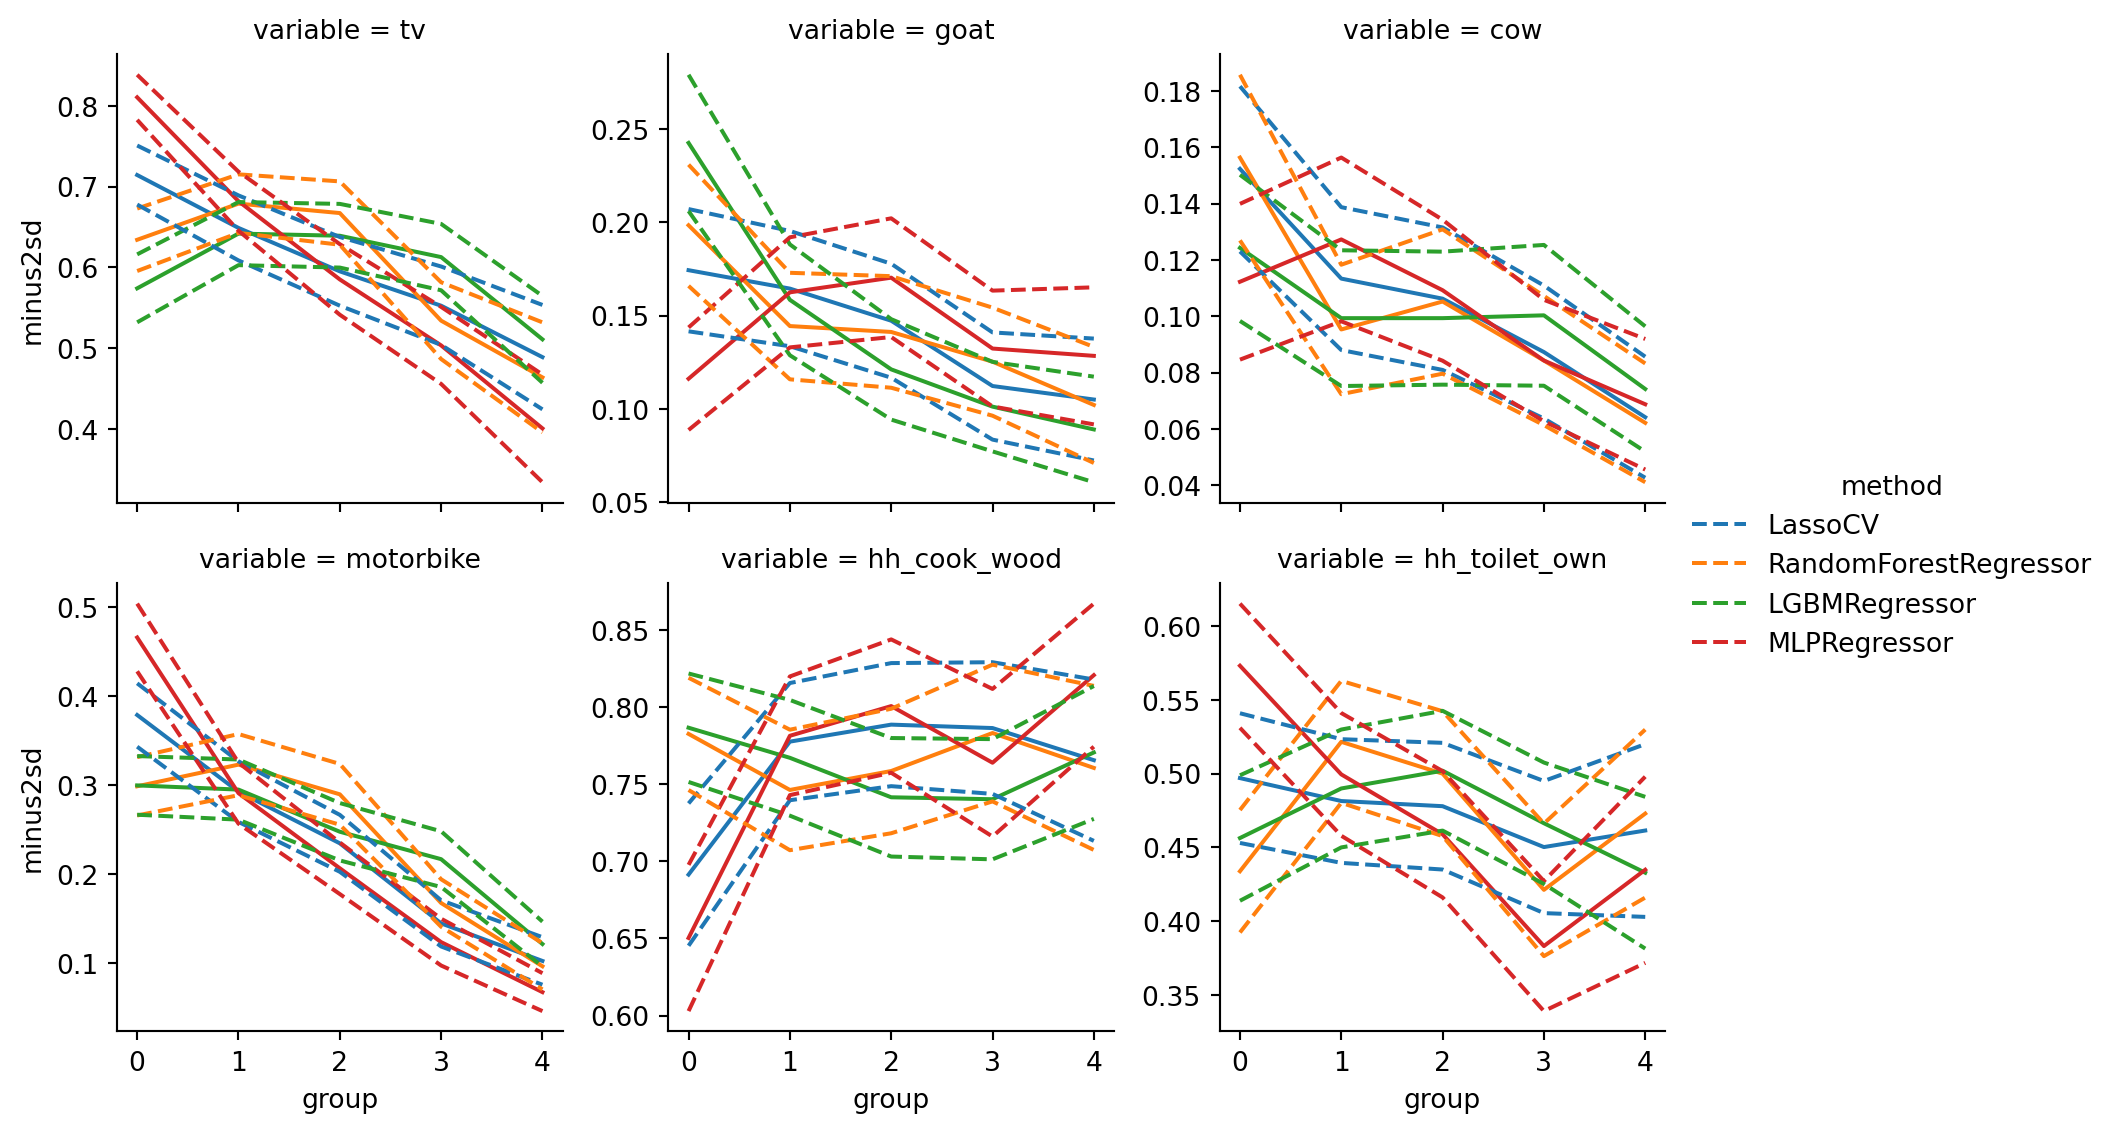 variable = tv
variable = goat
variable = cow
0.8
0.7
0.6
0.5
0.4
minus2sd
0.25
0.20
0.15
0.10
0.05
0.18
0.16
0.14
0.12
0.10
0.08
0.06
0.04
method
LassoCV
RandomForestRegressor
LGBMRegressor
MLPRegressor
variable = motorbike
variable = hh_cook_wood
variable = hh_toilet_own
0.5
0.4
0.3
0.2
0.1
minus2sd
0 1 2 3 4
group
0.85
0.80
0.75
0.70
0.65
0.60
0 1 2 3 4
group
0.60
0.55
0.50
0.45
0.40
0.35
0 1 2 3 4
group